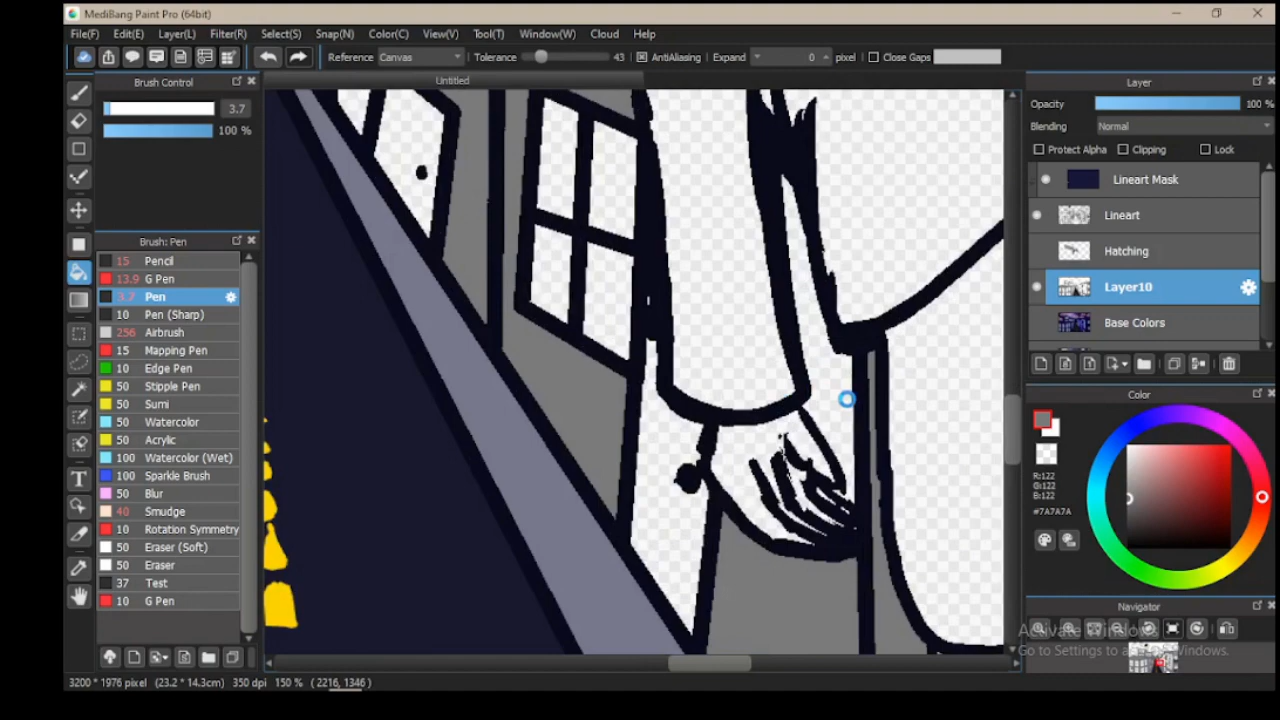 MediBang Paint Pro (64bit)
File(F) Edit(E) Layer(L) Filter(R) Select(S) Snap(N) Color(C) View(V) Tool(T) Window(W) Cloud Help
Reference Canvas Tolerance 43 AntiAliasing Expand 0 pixel Close Gaps
Brush Control
3.7
100 %
Brush: Pen
15 Pencil
13.9 G Pen
3.7 Pen
10 Pen (Sharp)
256 Airbrush
15 Mapping Pen
10 Edge Pen
50 Stipple Pen
50 Sumi
50 Watercolor
50 Acrylic
100 Watercolor (Wet)
100 Sparkle Brush
50 Blur
40 Smudge
10 Rotation Symmetry
50 Eraser (Soft)
50 Eraser
37 Test
10 G Pen
Untitled
Layer
Opacity 100 %
Blending Normal
Protect Alpha Clipping Lock
Lineart Mask
Lineart
Hatching
Layer10
Base Colors
Color
R:122
G:122
B:122
#7A7A7A
Navigator
Activate Windows
Go to Settings to activate Windows.
3200 * 1976 pixel (23.2 * 14.3cm) 350 dpi 150 % ( 2216, 1346 )